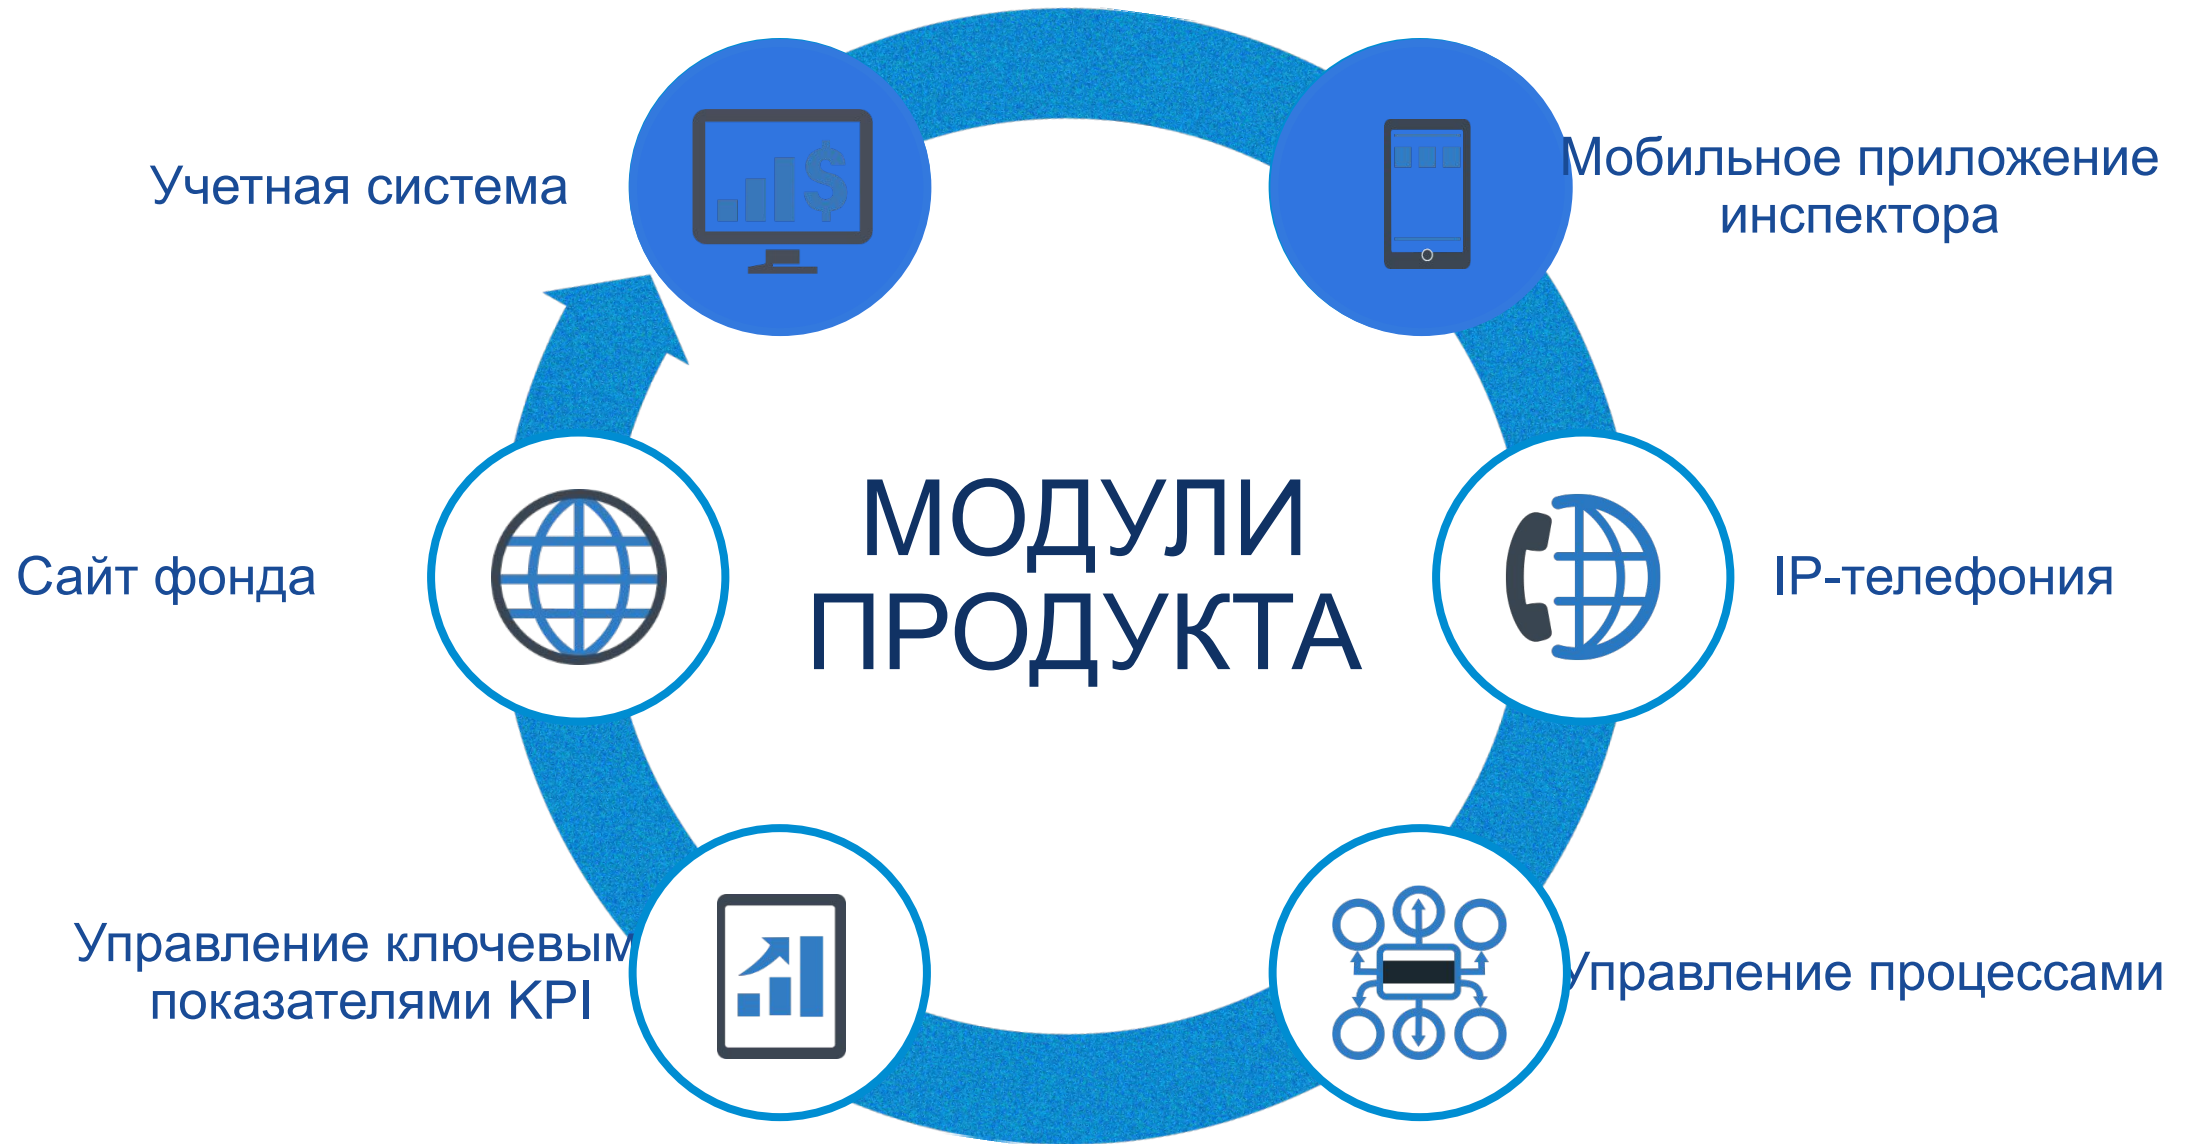 Учетная система
Мобильное приложение
инспектора
МОДУЛИ
ПРОДУКТА
Сайт фонда
IP-телефония
Управление ключевым
показателями KPI
Управление процессами